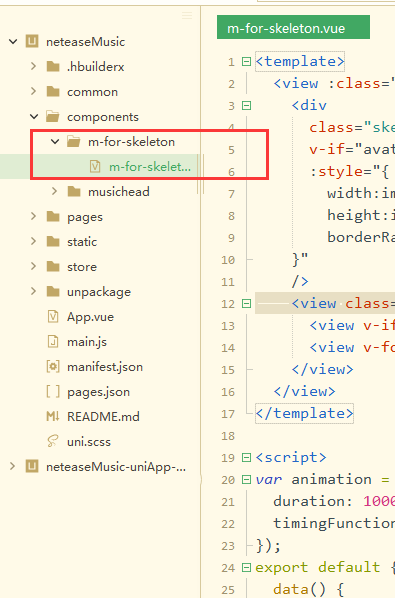 neteaseMusic
.hbuilderx
common
components
m-for-skeleton
m-for-skelet...
musichead
pages
static
store
unpackage
App.vue
main.js
manifest.json
pages.json
README.md
uni.scss
neteaseMusic-uniApp-...
m-for-skeleton.vue
1 <template>
2 <view :class="
3 <div
4 class="ske
5 v-if="avat
6 :style="{
7 width:im
8 height:i
9 borderRa
10 }"
11 />
12 <view class=
13 <view v-if
14 <view v-fo
15 </view>
16 </view>
17 </template>
18
19 <script>
20 var animation =
21 duration: 1000
22 timingFunction
23 });
24 export default {
25 data() {